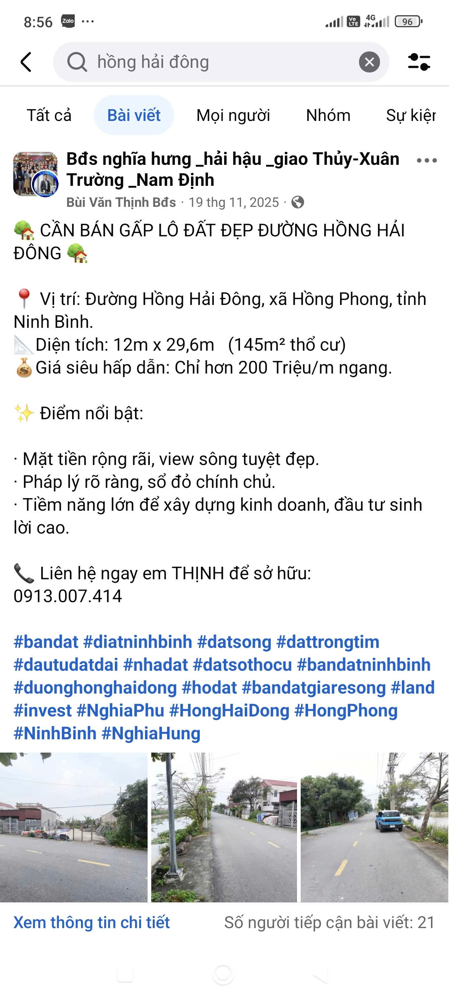 8:56 Zalo ...
Vo LTE 4G 96
hồng hải đông
Tất cả Bài viết Mọi người Nhóm Sự kiện
Bđs nghĩa hưng _hải hậu _giao Thủy-Xuân
Trường _Nam Định
Bùi Văn Thịnh Bđs · 19 thg 11, 2025 ·
🏡 CẦN BÁN GẤP LÔ ĐẤT ĐẸP ĐƯỜNG HỒNG HẢI
ĐÔNG 🏡
📍 Vị trí: Đường Hồng Hải Đông, xã Hồng Phong, tỉnh
Ninh Bình.
📐Diện tích: 12m x 29,6m (145m² thổ cư)
💰Giá siêu hấp dẫn: Chỉ hơn 200 Triệu/m ngang.
✨ Điểm nổi bật:
· Mặt tiền rộng rãi, view sông tuyệt đẹp.
· Pháp lý rõ ràng, sổ đỏ chính chủ.
· Tiềm năng lớn để xây dựng kinh doanh, đầu tư sinh
lời cao.
📞 Liên hệ ngay em THỊNH để sở hữu:
0913.007.414
#bandat #diatninhbinh #datsong #dattrongtim
#dautudatdai #nhadat #datsothocu #bandatninhbinh
#duonghonghaidong #hodat #bandatgiaresong #land
#invest #NghiaPhu #HongHaiDong #HongPhong
#NinhBinh #NghiaHung
Xem thông tin chi tiết Số người tiếp cận bài viết: 21